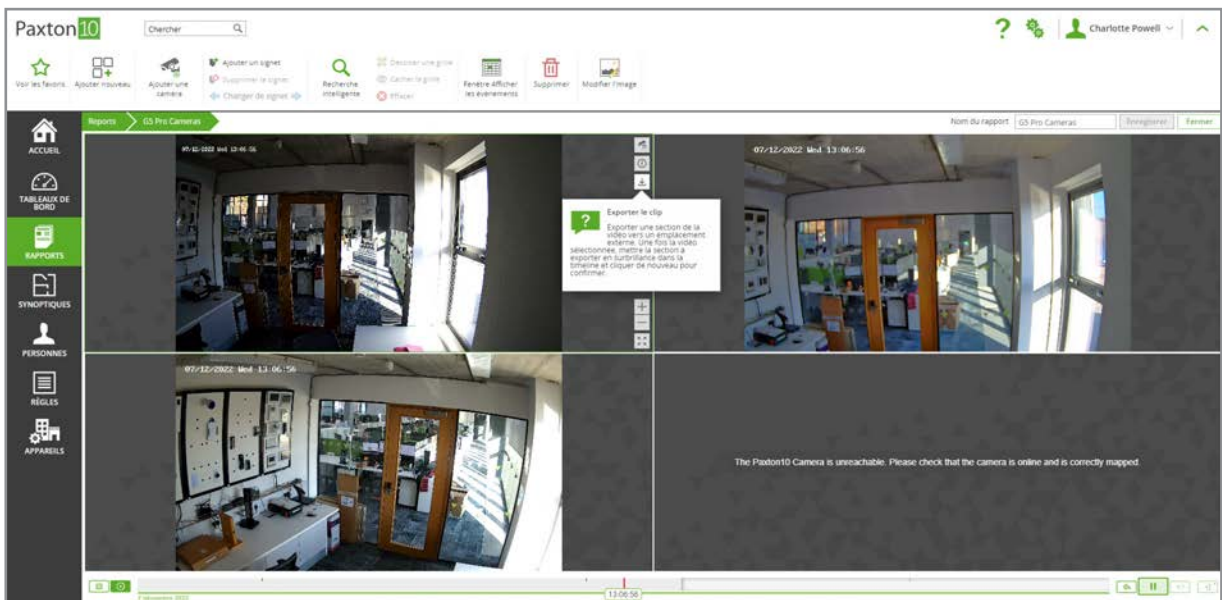 Paxton10
Chercher
Charlotte Powell
Voir les favoris
Ajouter nouveau
Ajouter une
caméra
Ajouter un signet
Supprimer le signet
Changer de signet
Recherche
intelligente
Dessiner une grille
Cacher la grille
Effacer
Fenêtre Afficher
les événements
Supprimer
Modifier l'image
Reports
G5 Pro Cameras
Nom du rapport
G5 Pro Cameras
Enregistrer
Fermer
ACCUEIL
TABLEAUX DE
BORD
RAPPORTS
SYNOPTIQUES
PERSONNES
RÈGLES
APPAREILS
07/12/2022 Wed 13:06:56
07/12/2022 Wed 13:06:56
Exporter le clip
Exporter une section de la
vidéo vers un emplacement
externe. Une fois la vidéo
sélectionnée, mettre la section à
exporter en surbrillance dans la
timeline et cliquer de nouveau pour
confirmer.
07/12/2022 Wed 13:06:56
The Paxton10 Camera is unreachable. Please check that the camera is online and is correctly mapped.
13:06:56
7 décembre 2022